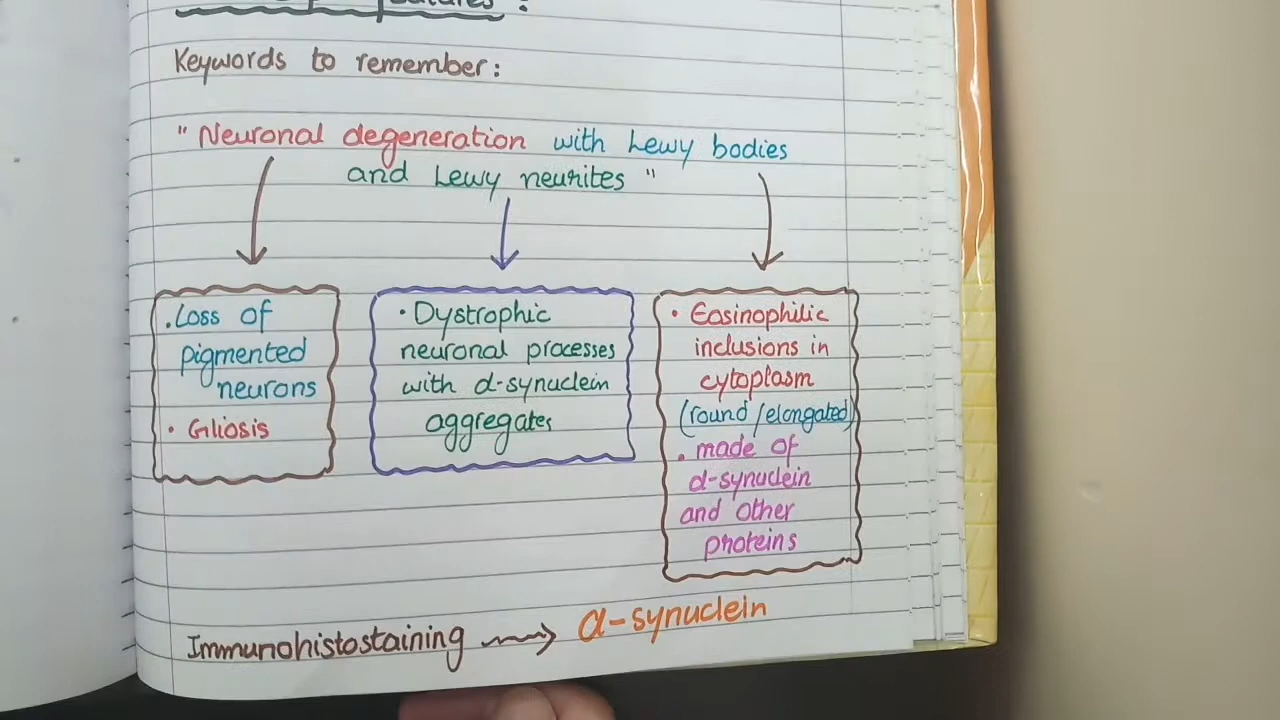 features :
Keywords to remember:
" Neuronal degeneration with Lewy bodies
and Lewy neurites "
. Loss of
pigmented
neurons
• Gliosis
• Dystrophic
neuronal processes
with α-synuclein
aggregates
• Eosinophilic
inclusions in
cytoplasm
(round / elongated)
. made of
α-synuclein
and other
proteins
Immunohistostaining → α-synuclein